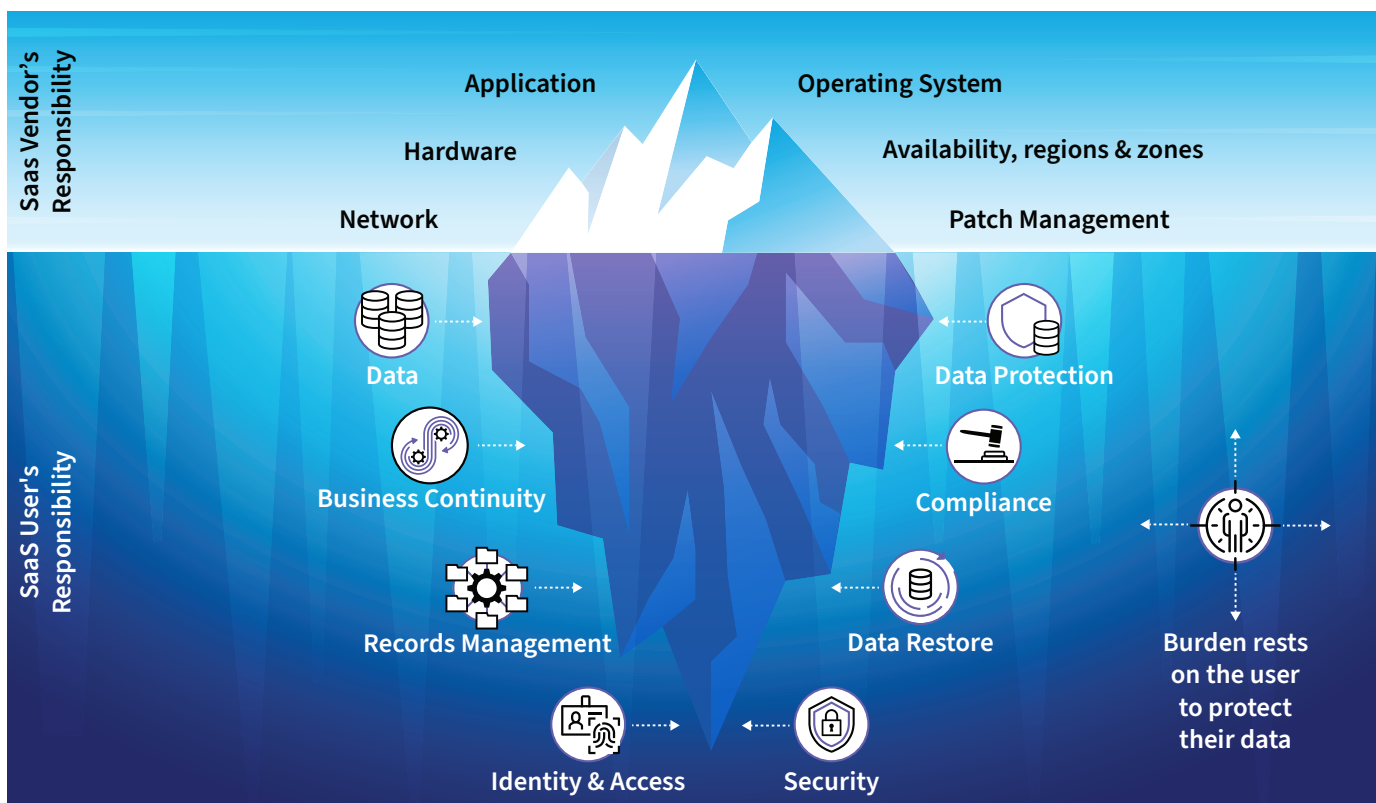 Saas Vendor’s
Responsibility
Application
Operating System
Hardware
Availability, regions & zones
Network
Patch Management
SaaS User's
Responsibility
Data
Data Protection
Business Continuity
Compliance
Records Management
Data Restore
Identity & Access
Security
Burden rests
on the user
to protect
their data